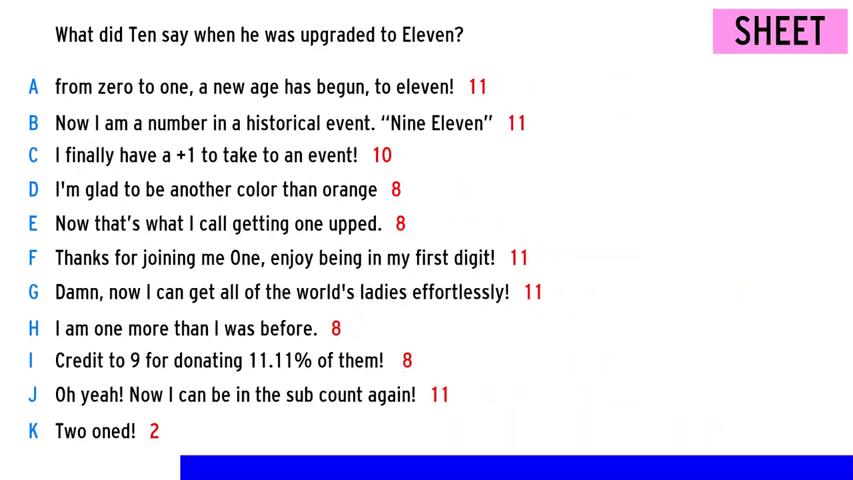 What did Ten say when he was upgraded to Eleven?
SHEET
A from zero to one, a new age has begun, to eleven! 11
B Now I am a number in a historical event. “Nine Eleven” 11
C I finally have a +1 to take to an event! 10
D I'm glad to be another color than orange 8
E Now that’s what I call getting one upped. 8
F Thanks for joining me One, enjoy being in my first digit! 11
G Damn, now I can get all of the world's ladies effortlessly! 11
H I am one more than I was before. 8
I Credit to 9 for donating 11.11% of them! 8
J Oh yeah! Now I can be in the sub count again! 11
K Two oned! 2